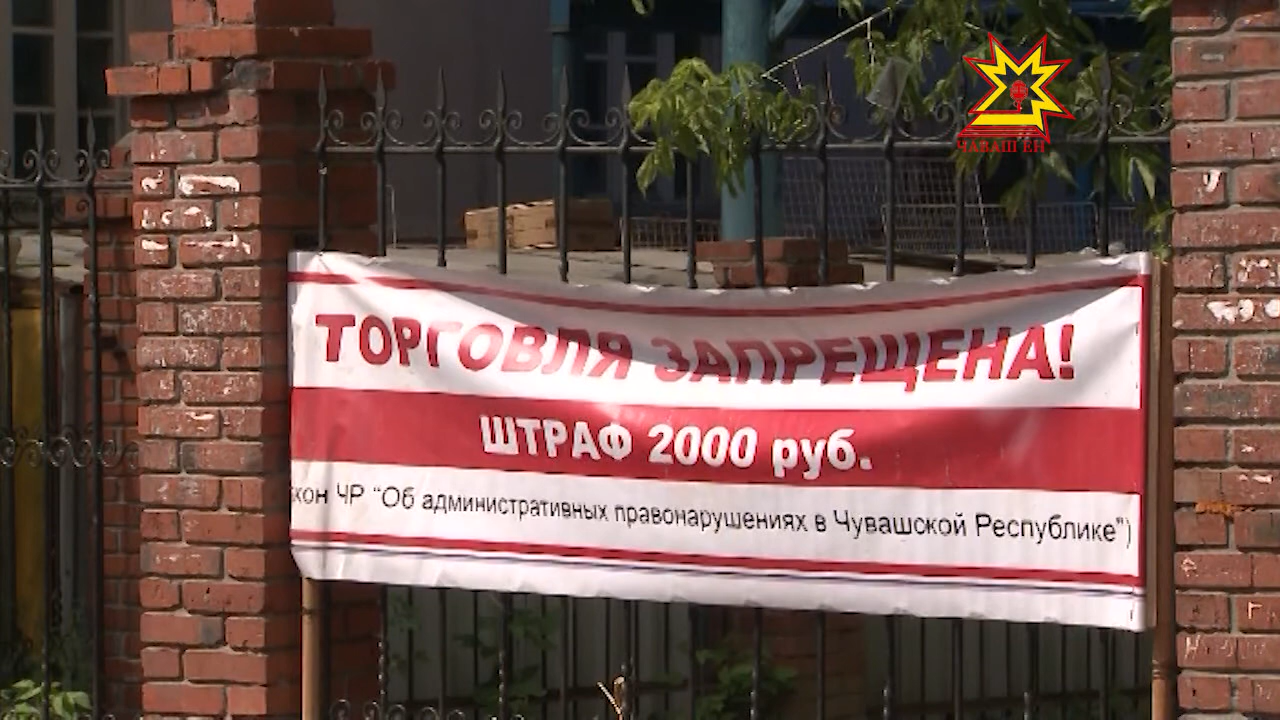 ЧĂВАШ ЕН
ТОРГОВЛЯ ЗАПРЕЩЕНА!
ШТРАФ 2000 руб.
кон ЧР "Об административных правонарушениях в Чувашской Республике")